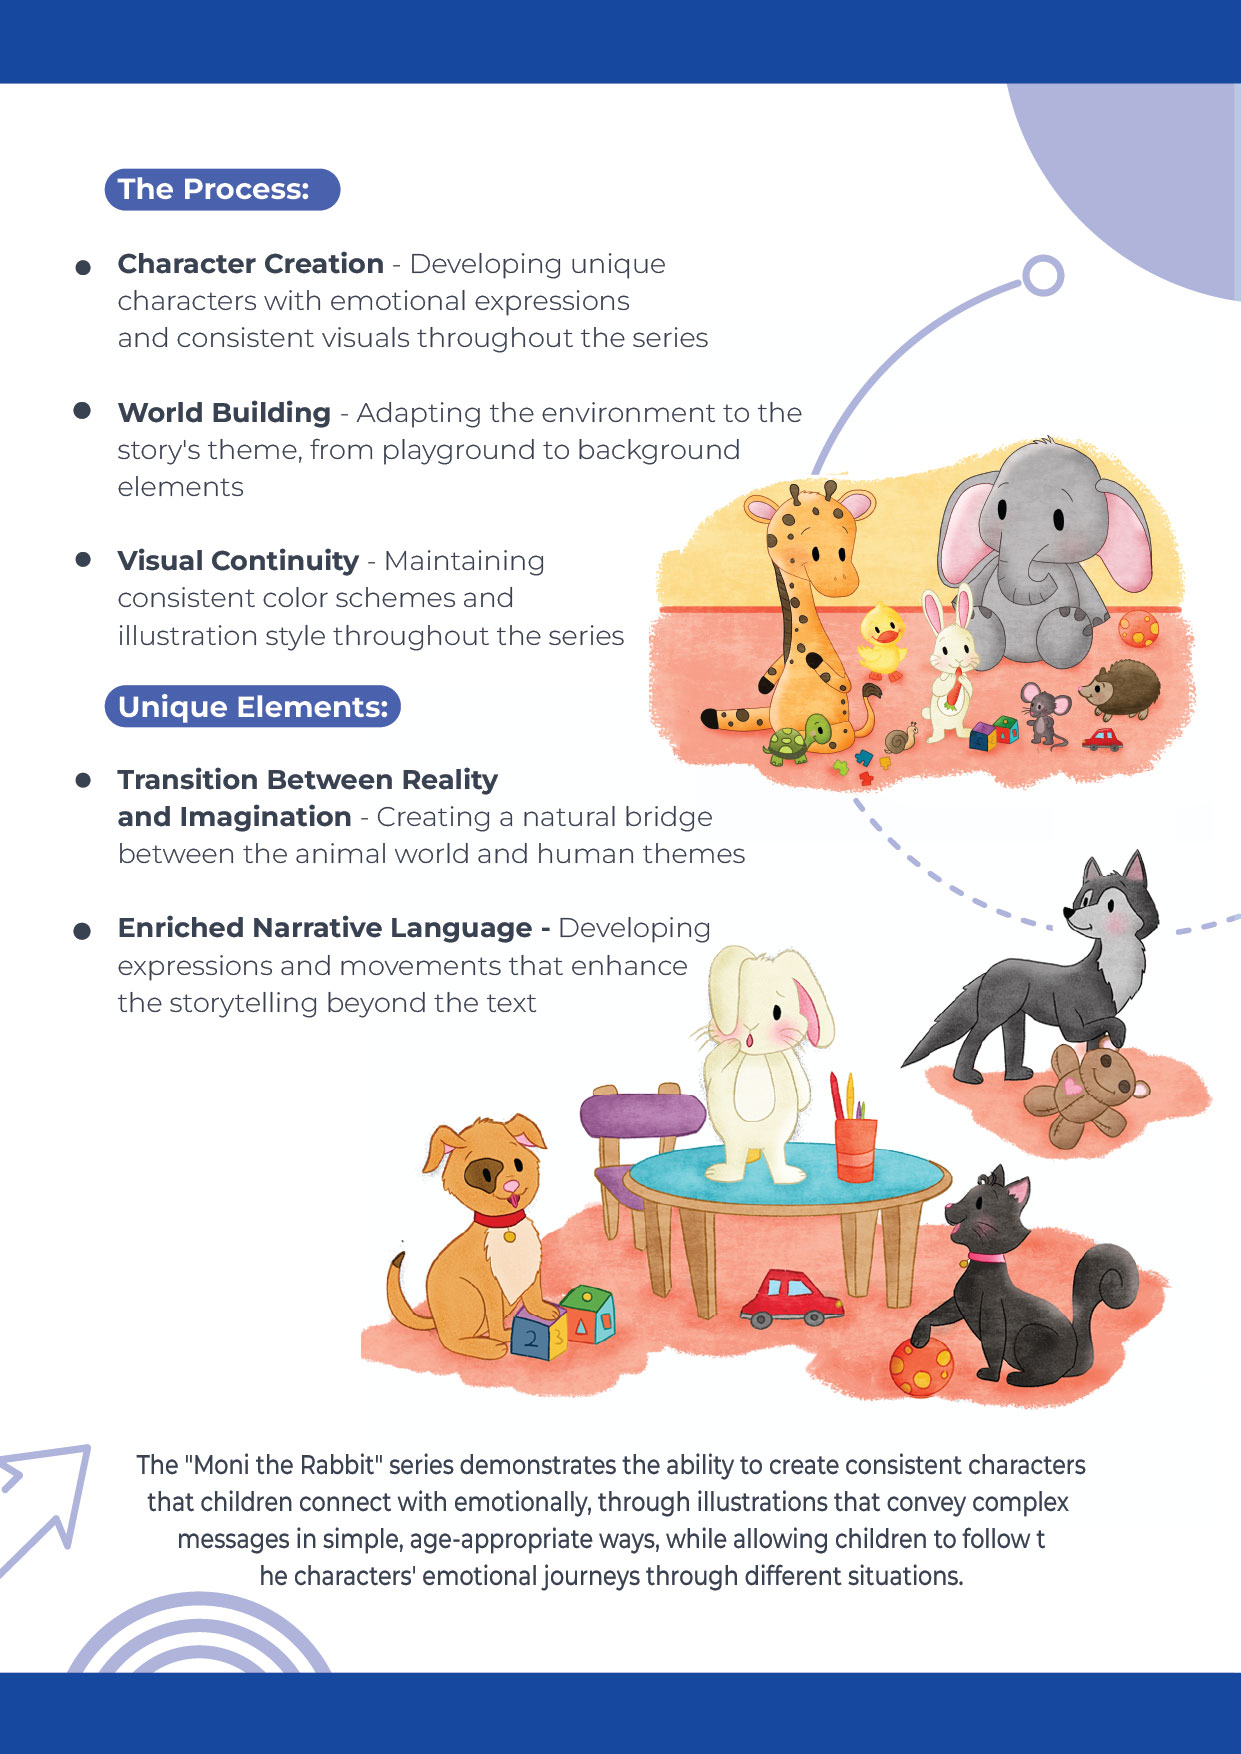 The Process:
Character Creation - Developing unique
characters with emotional expressions
and consistent visuals throughout the series
World Building - Adapting the environment to the
story's theme, from playground to background
elements
Visual Continuity - Maintaining
consistent color schemes and
illustration style throughout the series
Unique Elements:
Transition Between Reality
and Imagination - Creating a natural bridge
between the animal world and human themes
Enriched Narrative Language - Developing
expressions and movements that enhance
the storytelling beyond the text
2 3
The "Moni the Rabbit" series demonstrates the ability to create consistent characters
that children connect with emotionally, through illustrations that convey complex
messages in simple, age-appropriate ways, while allowing children to follow t
he characters' emotional journeys through different situations.